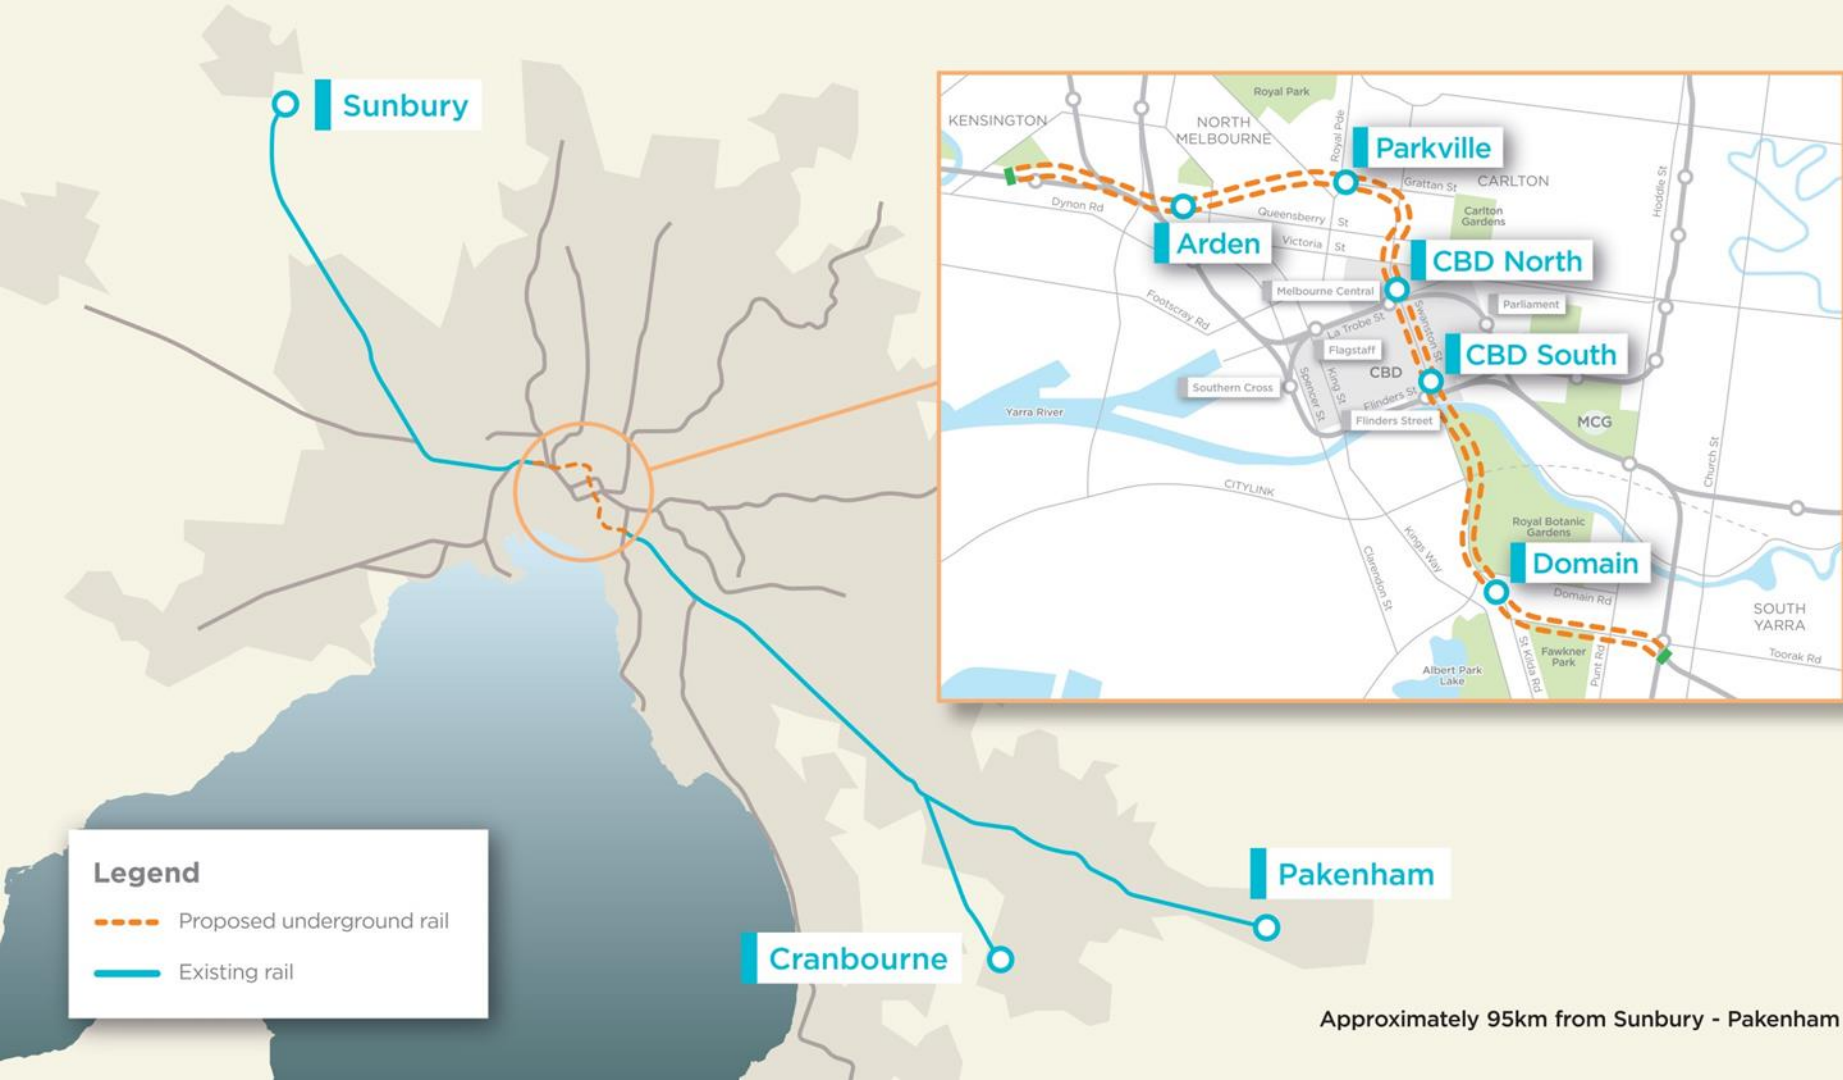 Sunbury
KENSINGTON
NORTH
MELBOURNE
Royal Park
Royal Pde
Parkville
Grattan St
CARLTON
Hoddle St
Dynon Rd
Arden
Queensberry St
Victoria St
Carlton
Gardens
CBD North
Melbourne Central
Parliament
Footscray Rd
La Trobe St
Swanston St
Flagstaff
CBD South
CBD
Southern Cross
Spencer St
King St
Flinders St
Flinders Street
Yarra River
MCG
Church St
CITYLINK
Royal Botanic
Gardens
Kings Way
Clarendon St
Domain
Domain Rd
SOUTH
YARRA
Toorak Rd
St Kilda Rd
Fawkner
Park
Punt Rd
Albert Park
Lake
Legend
Proposed underground rail
Existing rail
Pakenham
Cranbourne
Approximately 95km from Sunbury - Pakenham